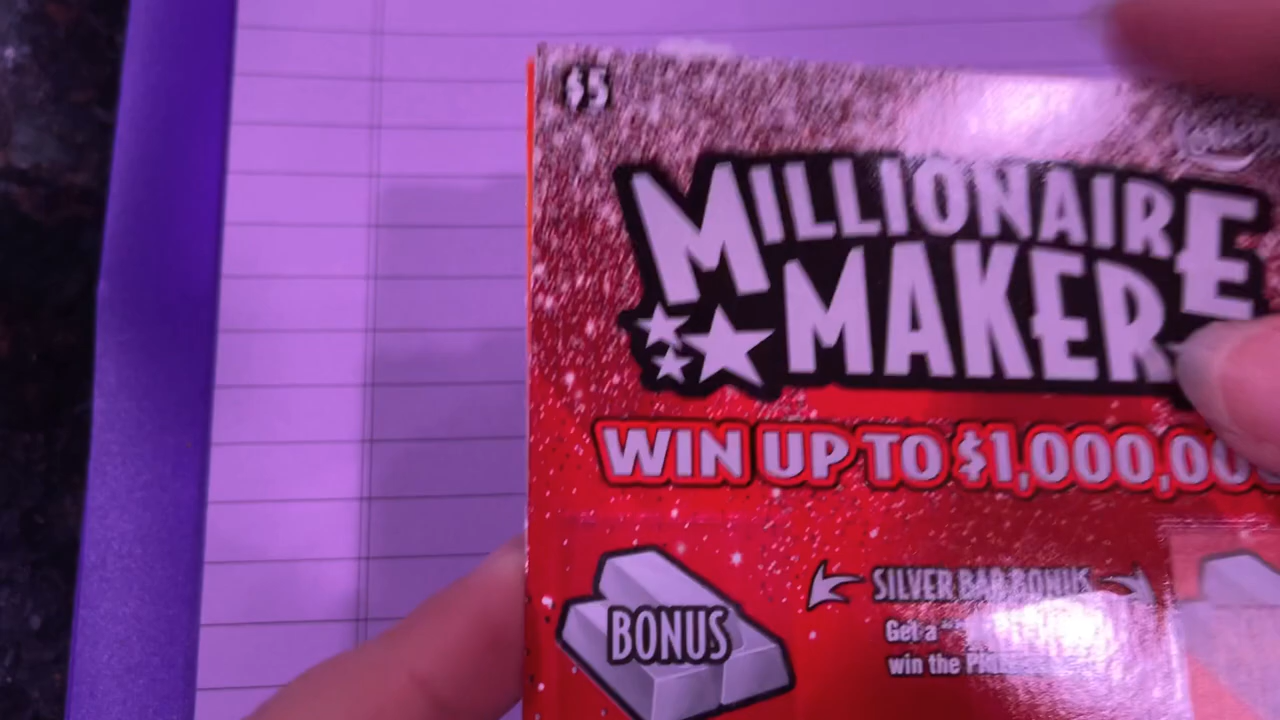 $5
MILLIONAIRE
MAKER
WIN UP TO $1,000,00
SILVER BAR BONUS
BONUS
Get a
win the